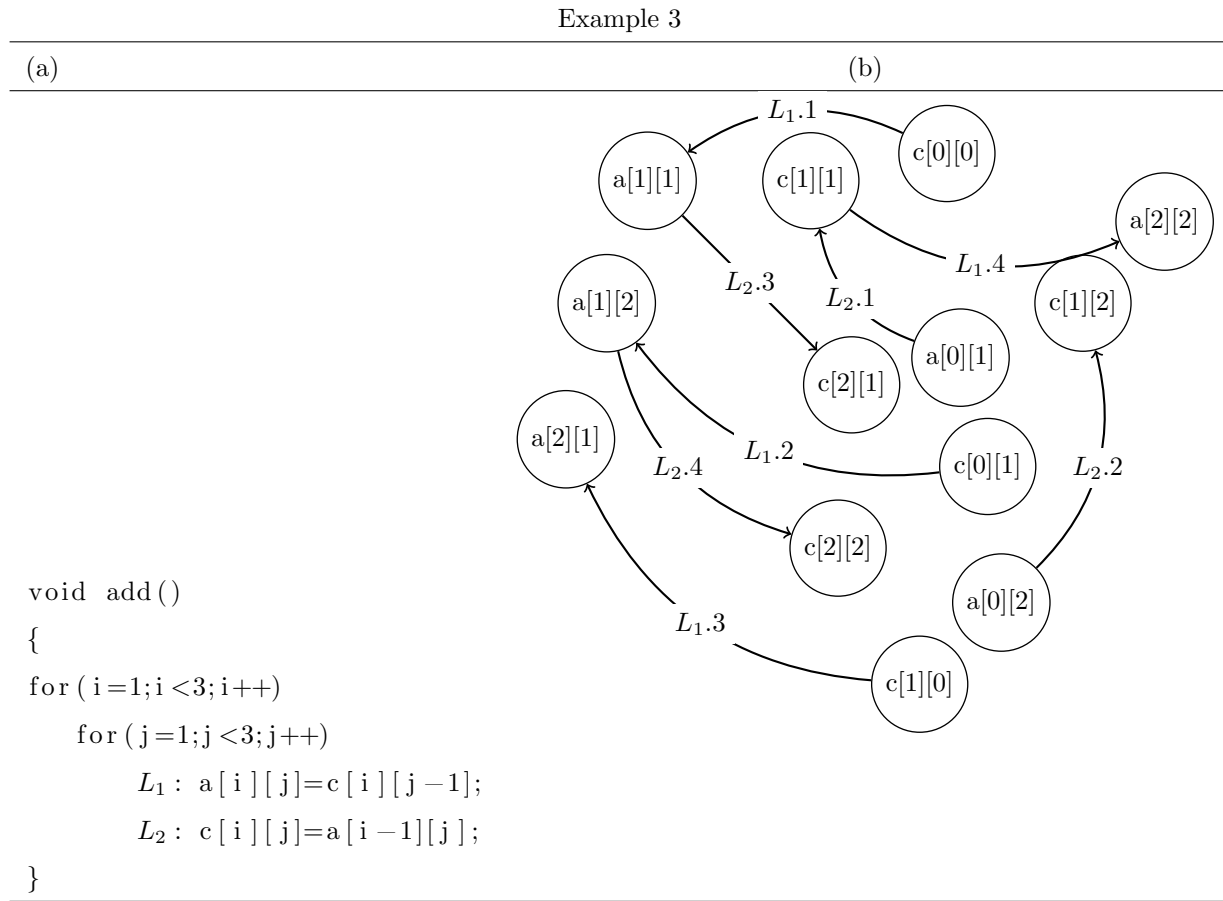 Example 3
(a) (b)
L₁.1
c[0][0]
a[1][1]
c[1][1]
a[2][2]
L₁.4
L₂.3
L₂.1
a[1][2]
c[1][2]
a[0][1]
c[2][1]
a[2][1]
L₁.2
c[0][1]
L₂.4
L₂.2
c[2][2]
a[0][2]
L₁.3
c[1][0]
void add()
{
for(i=1;i<3;i++)
for(j=1;j<3;j++)
L₁: a[i][j]=c[i][j−1];
L₂: c[i][j]=a[i−1][j];
}